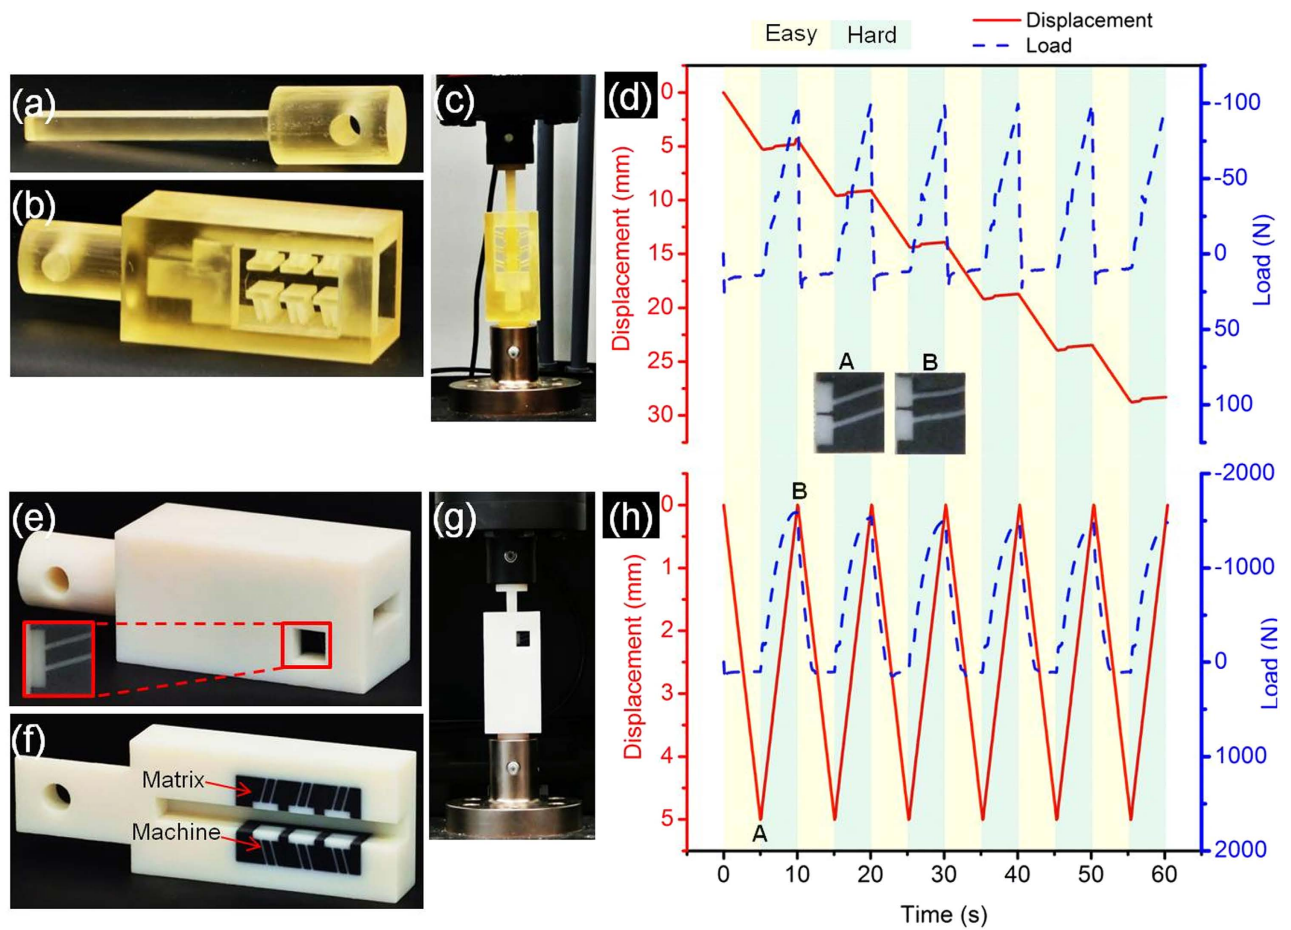 Easy Hard
Displacement
Load
(a)
(b)
(c)
(d)
Displacement (mm)
0
5
10
15
20
25
30
-100
-50
0
50
100
Load (N)
A B
(e)
(f)
Matrix
Machine
(g)
(h)
Displacement (mm)
0
1
2
3
4
5
B
A
-2000
-1000
0
1000
2000
Load (N)
0 10 20 30 40 50 60
Time (s)